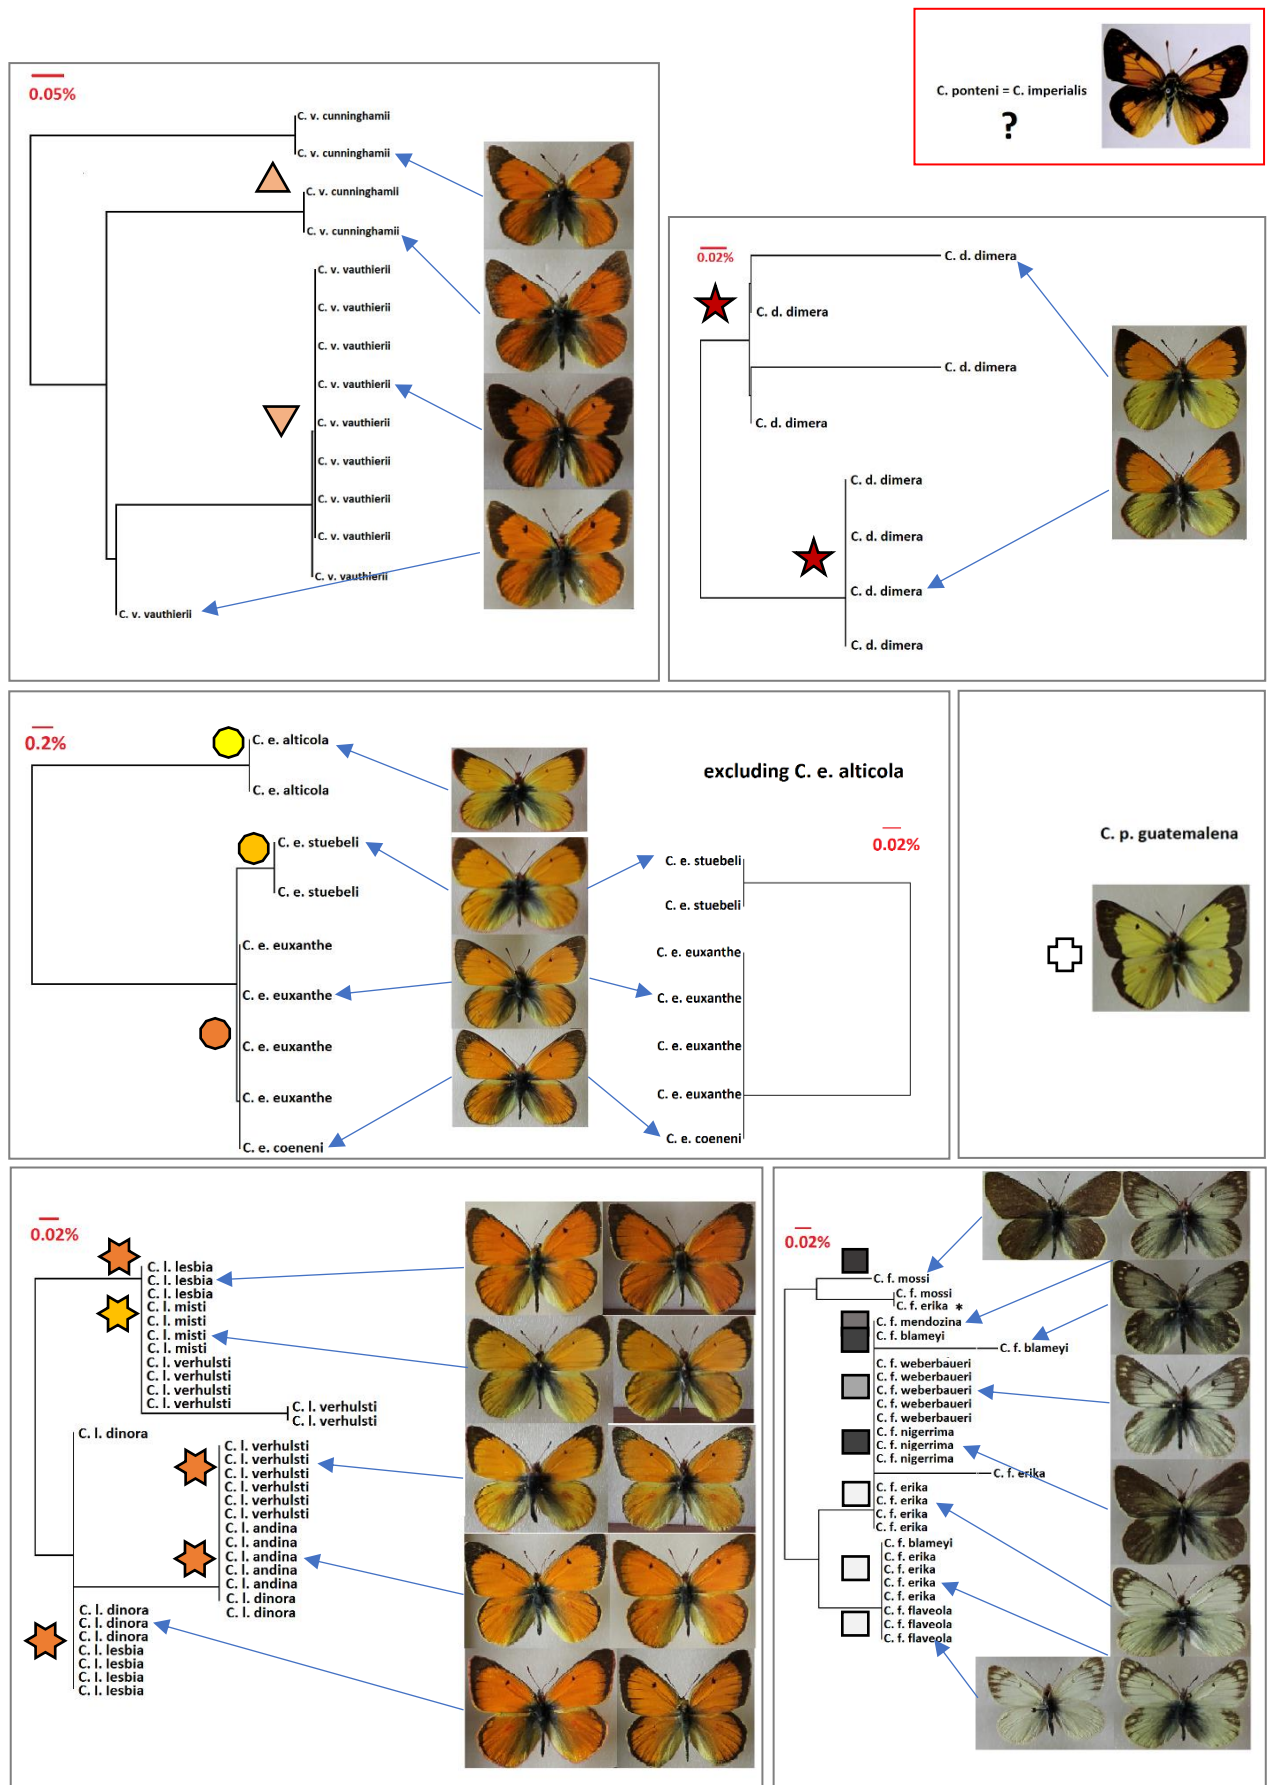 C. ponteni = C. imperialis
?
0.05%
C. v. cunninghamii
C. v. cunninghamii
C. v. cunninghamii
C. v. cunninghamii
C. v. vauthierii
C. v. vauthierii
C. v. vauthierii
C. v. vauthierii
C. v. vauthierii
C. v. vauthierii
C. v. vauthierii
C. v. vauthierii
C. v. vauthierii
C. v. vauthierii
0.02%
C. d. dimera
C. d. dimera
C. d. dimera
C. d. dimera
C. d. dimera
C. d. dimera
C. d. dimera
C. d. dimera
0.2%
C. e. alticola
C. e. alticola
C. e. stuebeli
C. e. stuebeli
C. e. euxanthe
C. e. euxanthe
C. e. euxanthe
C. e. euxanthe
C. e. coeneni
excluding C. e. alticola
0.02%
C. e. stuebeli
C. e. stuebeli
C. e. euxanthe
C. e. euxanthe
C. e. euxanthe
C. e. euxanthe
C. e. coeneni
C. p. guatemalena
0.02%
C. l. lesbia
C. l. lesbia
C. l. lesbia
C. l. misti
C. l. misti
C. l. misti
C. l. misti
C. l. verhulsti
C. l. verhulsti
C. l. verhulsti
C. l. verhulsti
C. l. verhulsti
C. l. verhulsti
C. l. dinora
C. l. verhulsti
C. l. verhulsti
C. l. verhulsti
C. l. verhulsti
C. l. verhulsti
C. l. verhulsti
C. l. andina
C. l. andina
C. l. andina
C. l. andina
C. l. andina
C. l. dinora
C. l. dinora
C. l. dinora
C. l. dinora
C. l. dinora
C. l. lesbia
C. l. lesbia
C. l. lesbia
C. l. lesbia
0.02%
C. f. mossi
C. f. mossi
C. f. erika *
C. f. mendozina
C. f. blameyi
C. f. blameyi
C. f. weberbaueri
C. f. weberbaueri
C. f. weberbaueri
C. f. weberbaueri
C. f. weberbaueri
C. f. nigerrima
C. f. nigerrima
C. f. nigerrima
C. f. erika
C. f. erika
C. f. erika
C. f. erika
C. f. erika
C. f. blameyi
C. f. erika
C. f. erika
C. f. erika
C. f. erika
C. f. flaveola
C. f. flaveola
C. f. flaveola